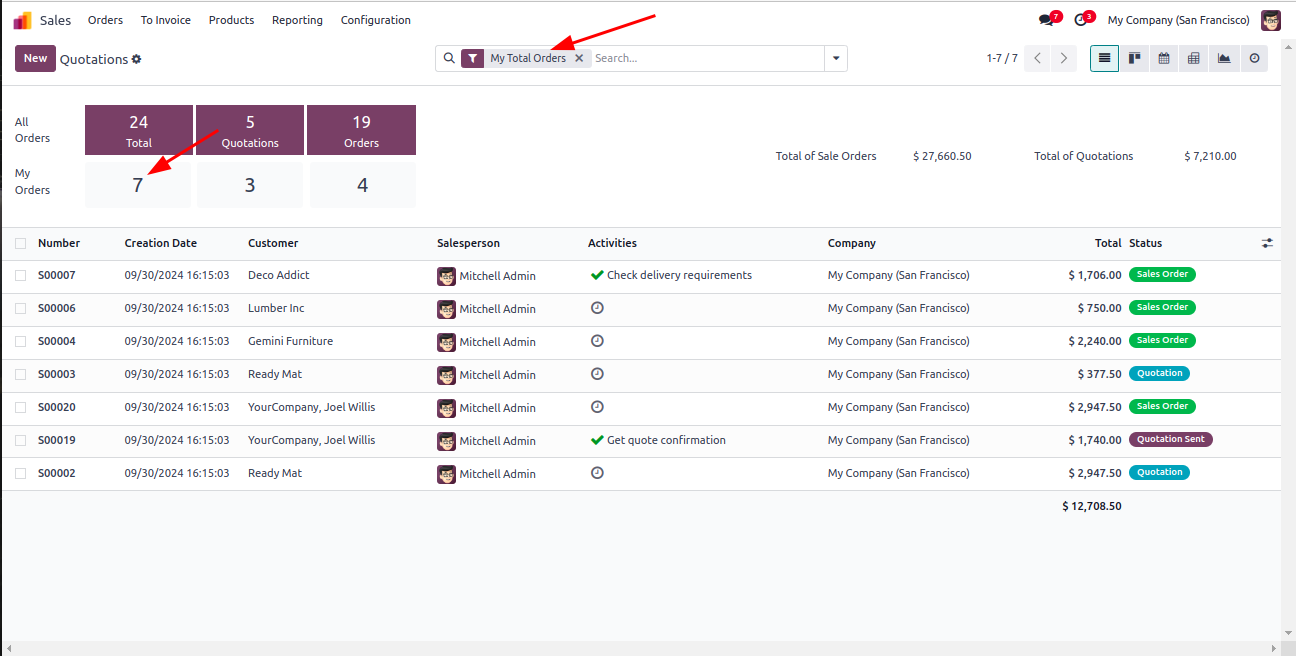 Sales Orders To Invoice Products Reporting Configuration 7 3 My Company (San Francisco)
New Quotations My Total Orders Search... 1-7 / 7
All Orders 24 Total 5 Quotations 19 Orders
My Orders 7 3 4
Total of Sale Orders $ 27,660.50 Total of Quotations $ 7,210.00
Number Creation Date Customer Salesperson Activities Company Total Status
S00007 09/30/2024 16:15:03 Deco Addict Mitchell Admin Check delivery requirements My Company (San Francisco) $ 1,706.00 Sales Order
S00006 09/30/2024 16:15:03 Lumber Inc Mitchell Admin My Company (San Francisco) $ 750.00 Sales Order
S00004 09/30/2024 16:15:03 Gemini Furniture Mitchell Admin My Company (San Francisco) $ 2,240.00 Sales Order
S00003 09/30/2024 16:15:03 Ready Mat Mitchell Admin My Company (San Francisco) $ 377.50 Quotation
S00020 09/30/2024 16:15:03 YourCompany, Joel Willis Mitchell Admin My Company (San Francisco) $ 2,947.50 Sales Order
S00019 09/30/2024 16:15:03 YourCompany, Joel Willis Mitchell Admin Get quote confirmation My Company (San Francisco) $ 1,740.00 Quotation Sent
S00002 09/30/2024 16:15:03 Ready Mat Mitchell Admin My Company (San Francisco) $ 2,947.50 Quotation
$ 12,708.50